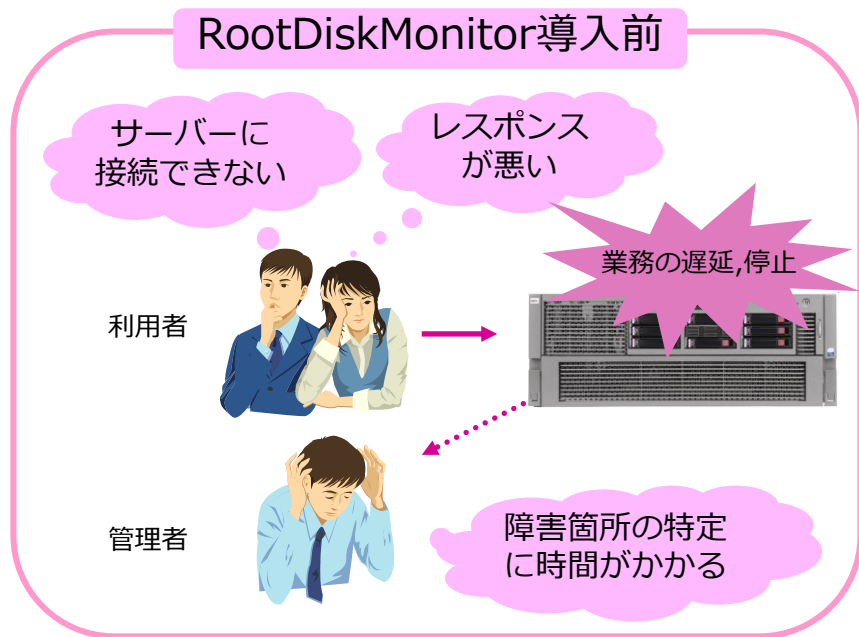 RootDiskMonitor導入前
サーバーに
接続できない
レスポンス
が悪い
業務の遅延,停止
利用者
管理者
障害箇所の特定
に時間がかかる